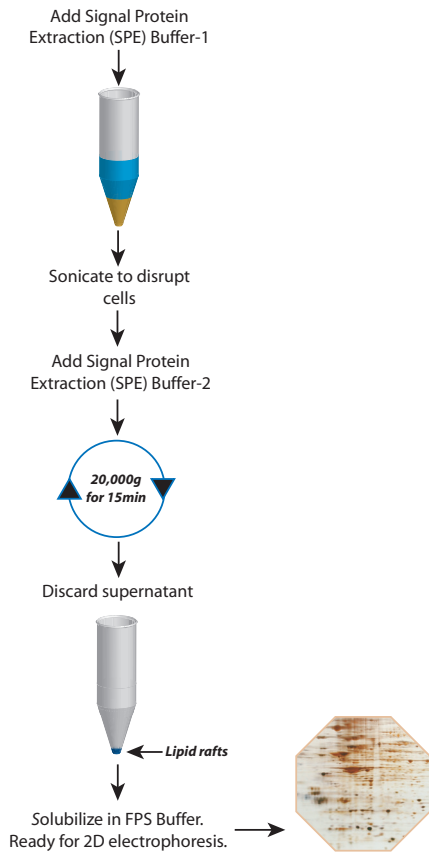 Add Signal Protein
Extraction (SPE) Buffer-1
Sonicate to disrupt
cells
Add Signal Protein
Extraction (SPE) Buffer-2
20,000g
for 15min
Discard supernatant
Lipid rafts
Solubilize in FPS Buffer.
Ready for 2D electrophoresis.